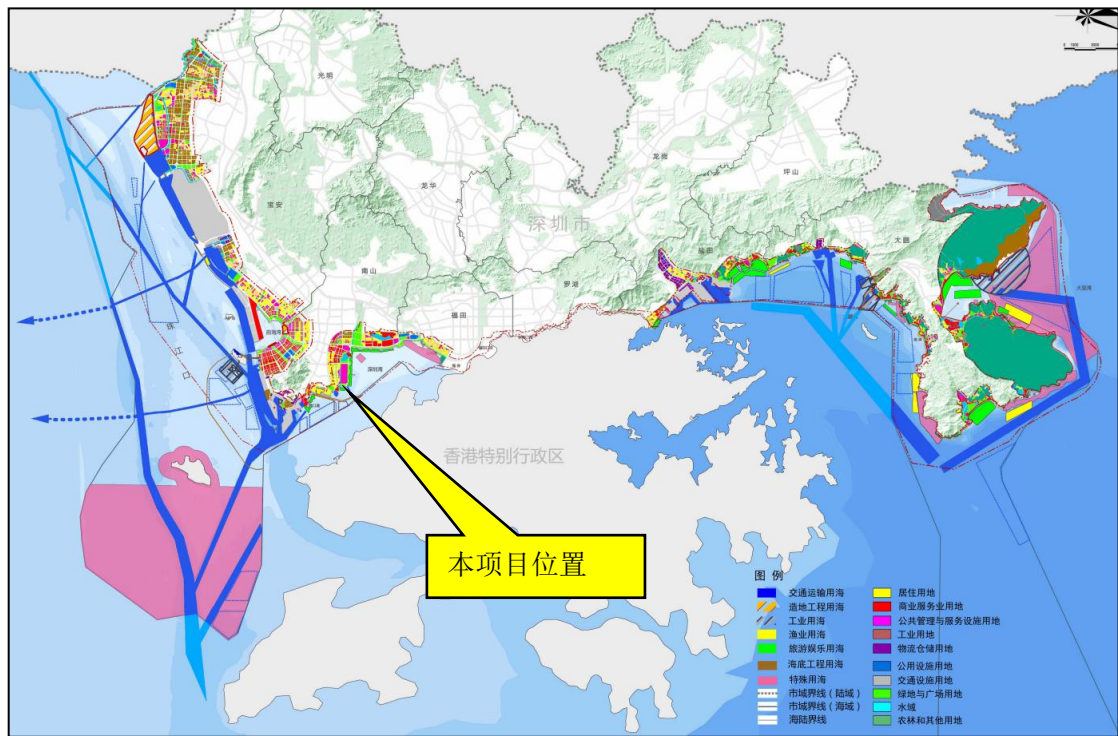 光明
龙岗
坪山
龙华
宝安
深圳市
大鹏
盐田
南山
罗湖
大亚湾
福田
珠江口
前海湾
深圳湾
香港特别行政区
本项目位置
图 例
交通运输用海
居住用地
造地工程用海
商业服务业用地
工业用海
公共管理与服务设施用地
渔业用海
工业用地
旅游娱乐用海
物流仓储用地
海底工程用海
公用设施用地
特殊用海
交通设施用地
市域界线（陆域）
绿地与广场用地
市域界线（海域）
水域
海陆界线
农林和其他用地